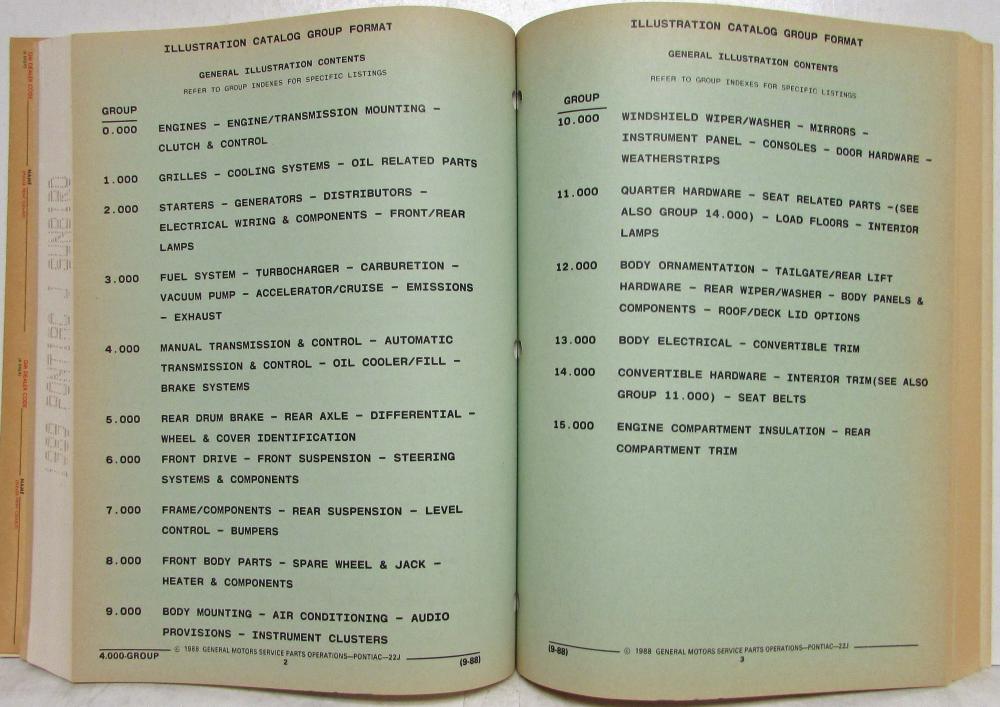 ILLUSTRATION CATALOG GROUP FORMAT
GENERAL ILLUSTRATION CONTENTS
REFER TO GROUP INDEXES FOR SPECIFIC LISTINGS
GROUP
0.000 ENGINES - ENGINE/TRANSMISSION MOUNTING -
CLUTCH & CONTROL
1.000 GRILLES - COOLING SYSTEMS - OIL RELATED PARTS
2.000 STARTERS - GENERATORS - DISTRIBUTORS -
ELECTRICAL WIRING & COMPONENTS - FRONT/REAR
LAMPS
3.000 FUEL SYSTEM - TURBOCHARGER - CARBURETION -
VACUUM PUMP - ACCELERATOR/CRUISE - EMISSIONS
- EXHAUST
4.000 MANUAL TRANSMISSION & CONTROL - AUTOMATIC
TRANSMISSION & CONTROL - OIL COOLER/FILL -
BRAKE SYSTEMS
5.000 REAR DRUM BRAKE - REAR AXLE - DIFFERENTIAL -
WHEEL & COVER IDENTIFICATION
6.000 FRONT DRIVE - FRONT SUSPENSION - STEERING
SYSTEMS & COMPONENTS
7.000 FRAME/COMPONENTS - REAR SUSPENSION - LEVEL
CONTROL - BUMPERS
8.000 FRONT BODY PARTS - SPARE WHEEL & JACK -
HEATER & COMPONENTS
9.000 BODY MOUNTING - AIR CONDITIONING - AUDIO
PROVISIONS - INSTRUMENT CLUSTERS
4.000-GROUP © 1988 GENERAL MOTORS SERVICE PARTS OPERATIONS—PONTIAC—22J (9-88)
2
ILLUSTRATION CATALOG GROUP FORMAT
GENERAL ILLUSTRATION CONTENTS
REFER TO GROUP INDEXES FOR SPECIFIC LISTINGS
GROUP
10.000 WINDSHIELD WIPER/WASHER - MIRRORS -
INSTRUMENT PANEL - CONSOLES - DOOR HARDWARE -
WEATHERSTRIPS
11.000 QUARTER HARDWARE - SEAT RELATED PARTS -(SEE
ALSO GROUP 14.000) - LOAD FLOORS - INTERIOR
LAMPS
12.000 BODY ORNAMENTATION - TAILGATE/REAR LIFT
HARDWARE - REAR WIPER/WASHER - BODY PANELS &
COMPONENTS - ROOF/DECK LID OPTIONS
13.000 BODY ELECTRICAL - CONVERTIBLE TRIM
14.000 CONVERTIBLE HARDWARE - INTERIOR TRIM(SEE ALSO
GROUP 11.000) - SEAT BELTS
15.000 ENGINE COMPARTMENT INSULATION - REAR
COMPARTMENT TRIM
(9-88) © 1988 GENERAL MOTORS SERVICE PARTS OPERATIONS—PONTIAC—22J
3
1989 PONTIAC J SUNBIRD
GM DEALER CODE
NAME
GM DEALER CODE
NAME